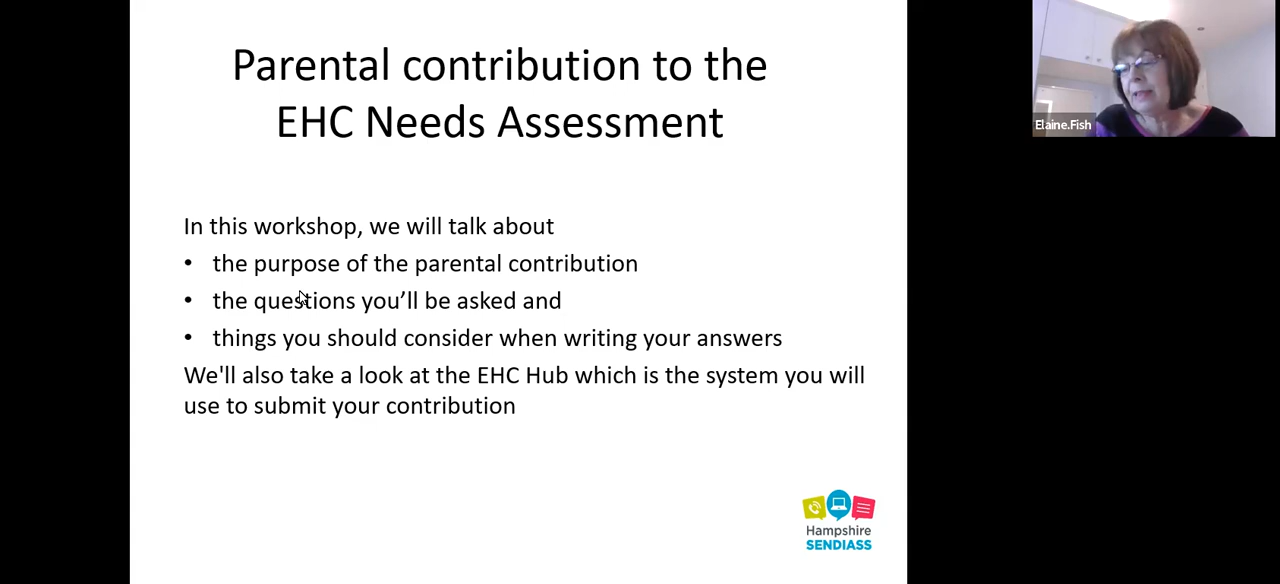 Parental contribution to the
EHC Needs Assessment
In this workshop, we will talk about
• the purpose of the parental contribution
• the questions you’ll be asked and
• things you should consider when writing your answers
We'll also take a look at the EHC Hub which is the system you will
use to submit your contribution
Hampshire
SENDIASS
Elaine.Fish